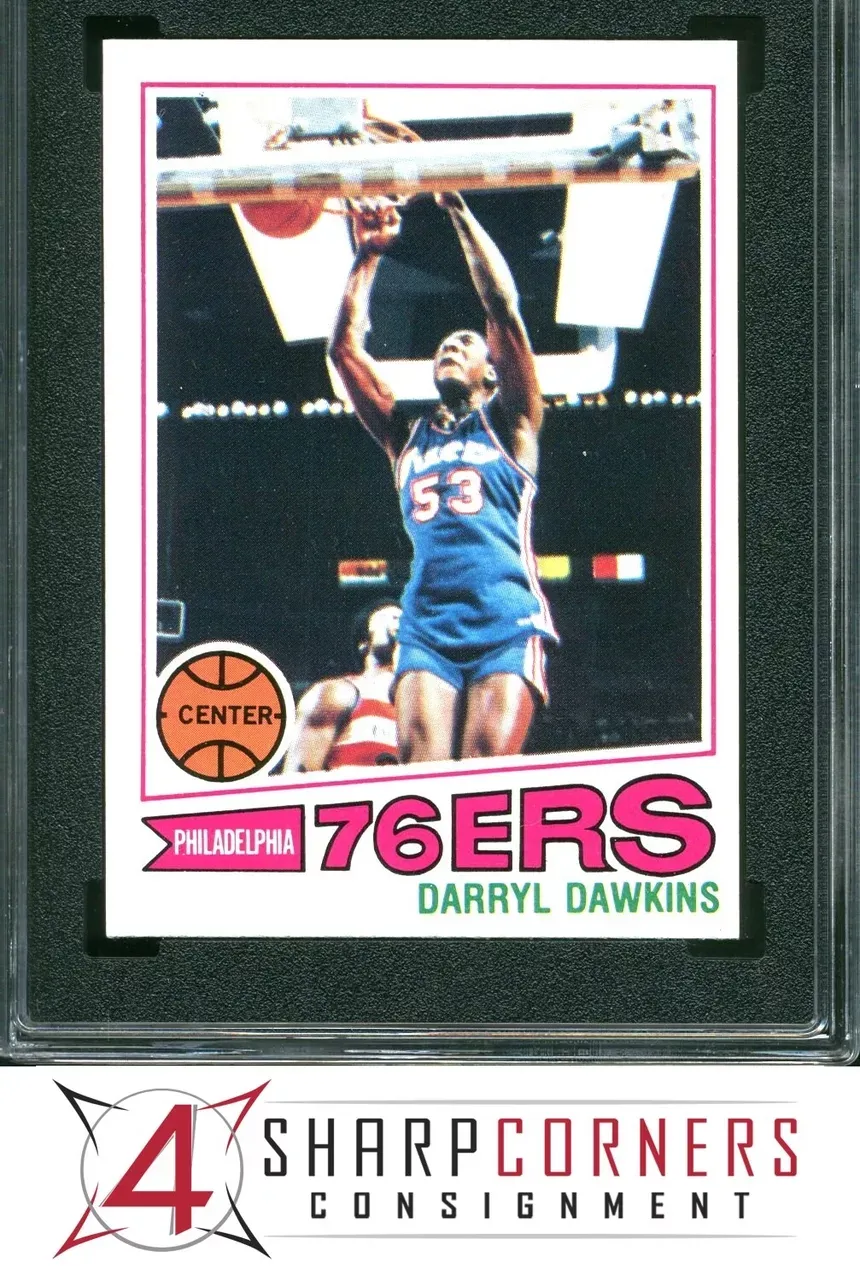 53
CENTER
PHILADELPHIA 76ERS
DARRYL DAWKINS
4 SHARPCORNERS
CONSIGNMENT